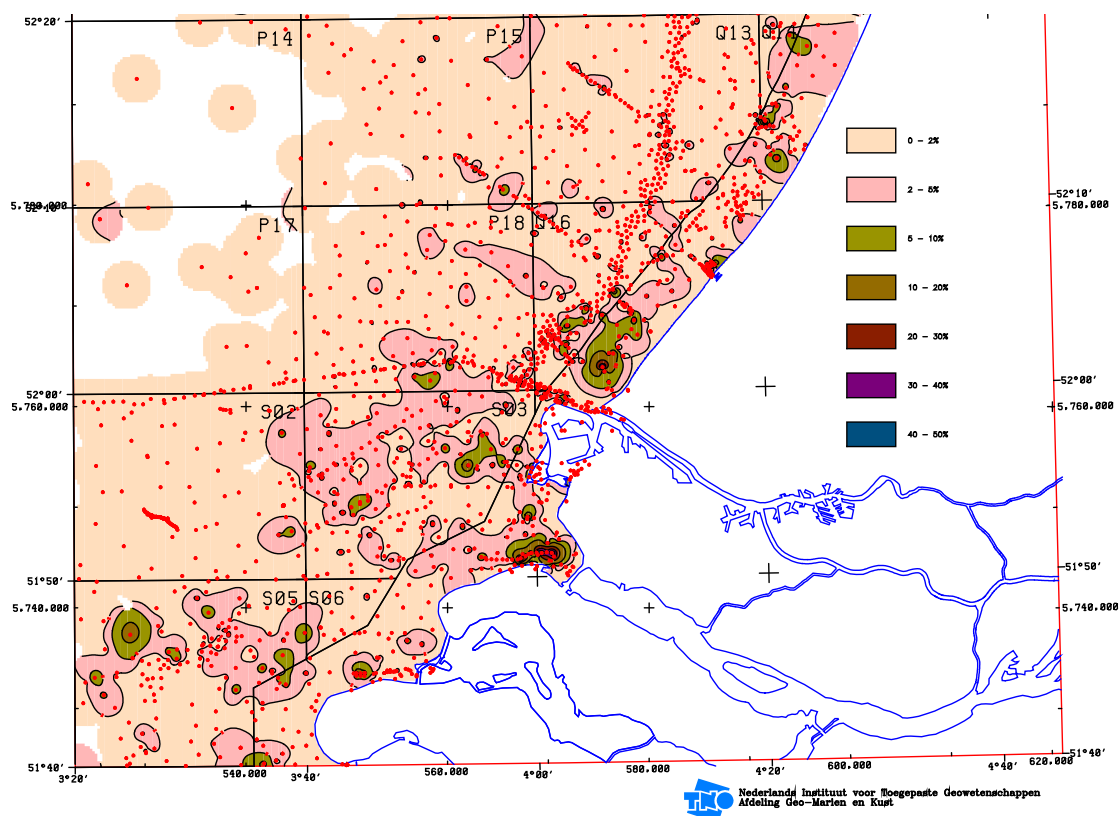 52°20'
P14
P15
Q13 Q14
0 - 2%
2 - 5%
52°10'
5.780.000
52°10'
5.780.000
P17
P18 Q16
5 - 10%
10 - 20%
20 - 30%
30 - 40%
40 - 50%
52°00'
5.760.000
52°00'
5.760.000
S02
S03
51°50'
5.740.000
51°50'
5.740.000
S05 S06
51°40'
51°40'
3°20'
540.000
3°40'
560.000
4°00'
580.000
4°20'
600.000
4°40'
620.000
TNO
Nederlands Instituut voor Toegepaste Geowetenschappen
Afdeling Geo-Marien en Kust